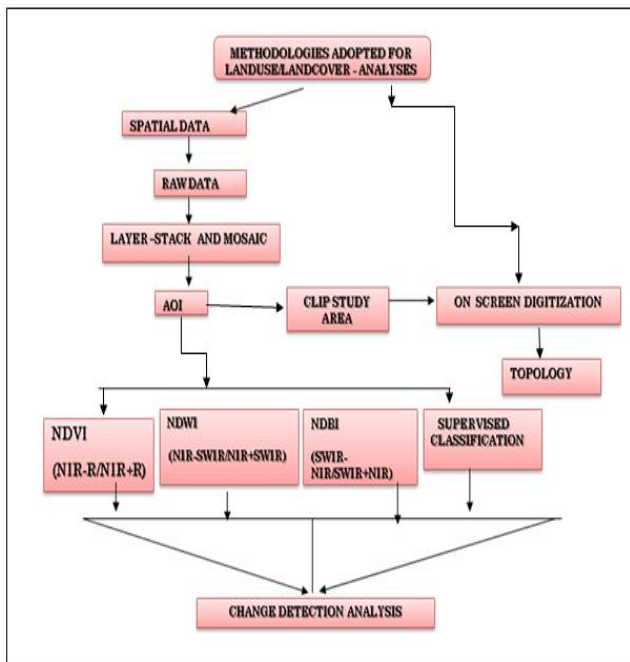 METHODOLOGIES ADOPTED FOR
LANDUSE/LANDCOVER - ANALYSES
SPATIAL DATA
RAW DATA
LAYER –STACK AND MOSAIC
AOI
CLIP STUDY
AREA
ON SCREEN DIGITIZATION
TOPOLOGY
NDVI
(NIR-R/NIR+R)
NDWI
(NIR-SWIR/NIR+SWIR)
NDBI
(SWIR-
NIR/SWIR+NIR)
SUPERVISED
CLASSIFICATION
CHANGE DETECTION ANALYSIS